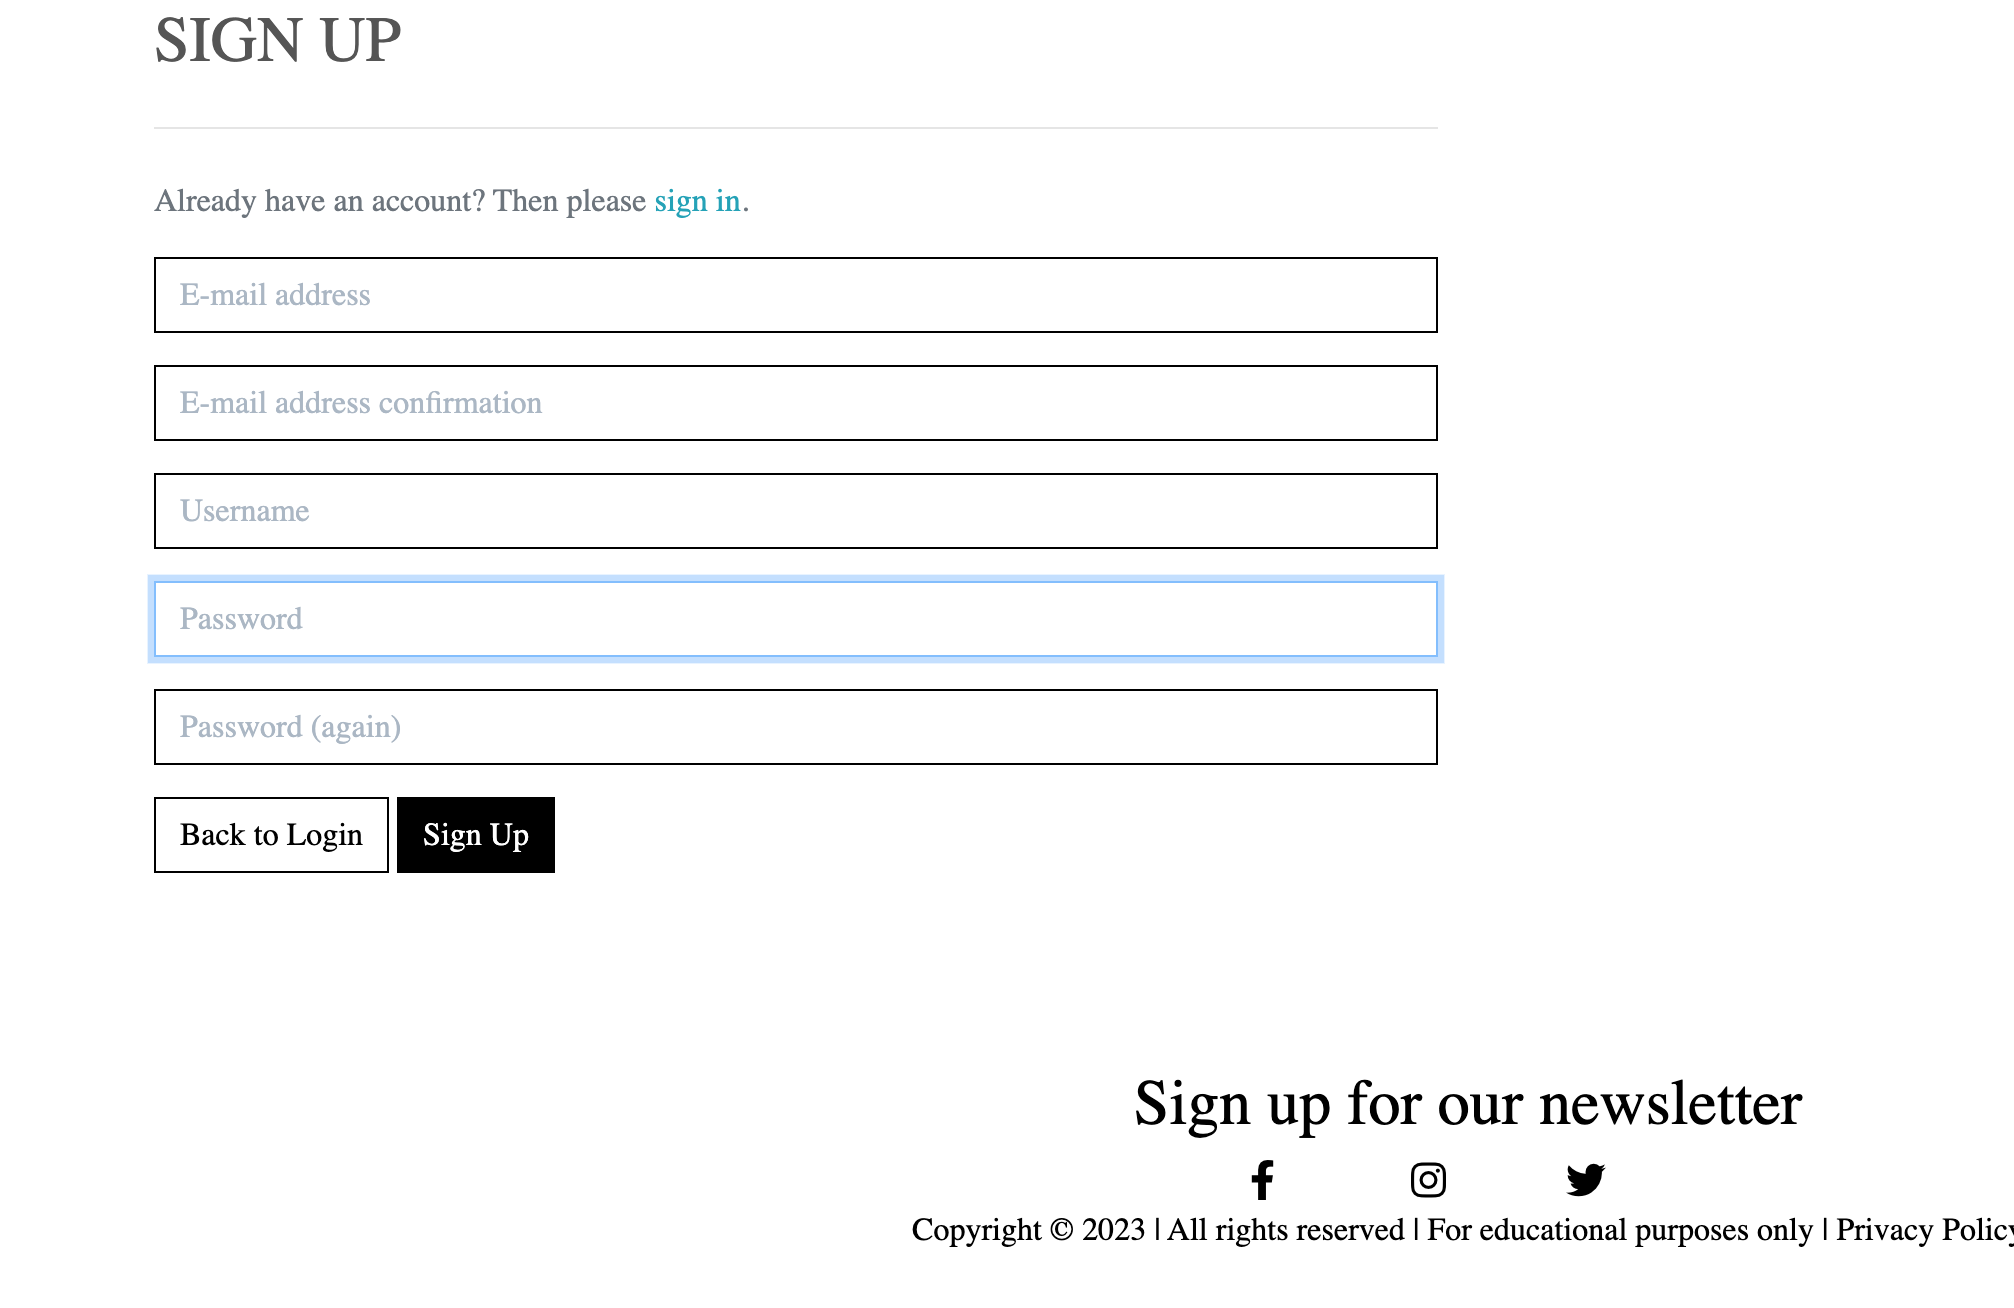 SIGN UP
Already have an account? Then please sign in.
E-mail address
E-mail address confirmation
Username
Password
Password (again)
Back to Login Sign Up
Sign up for our newsletter
Copyright © 2023 | All rights reserved | For educational purposes only | Privacy Policy